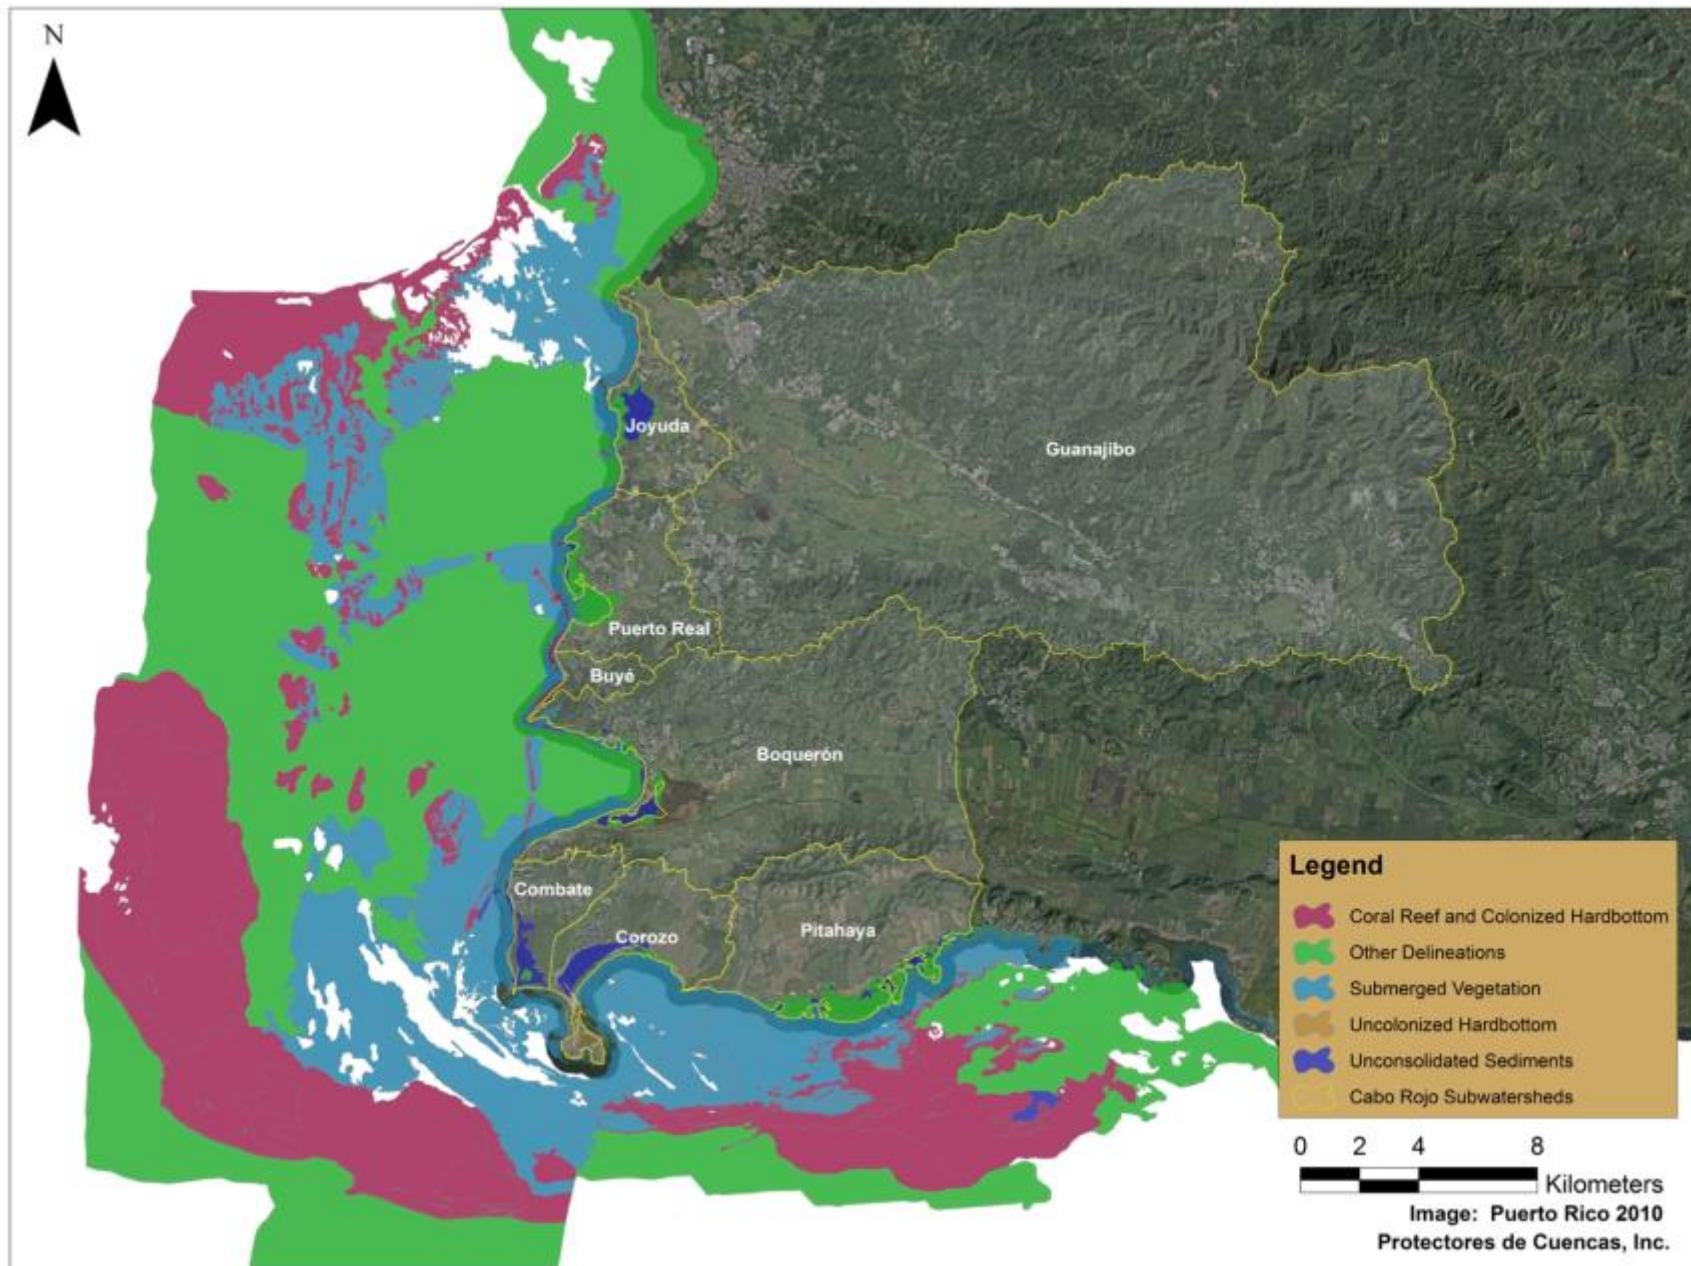 N
Joyuda
Guanajibo
Puerto Real
Buyé
Boquerón
Combate
Corozo
Pitahaya
Legend
Coral Reef and Colonized Hardbottom
Other Delineations
Submerged Vegetation
Uncolonized Hardbottom
Unconsolidated Sediments
Cabo Rojo Subwatersheds
0 2 4 8
Kilometers
Image: Puerto Rico 2010
Protectores de Cuencas, Inc.